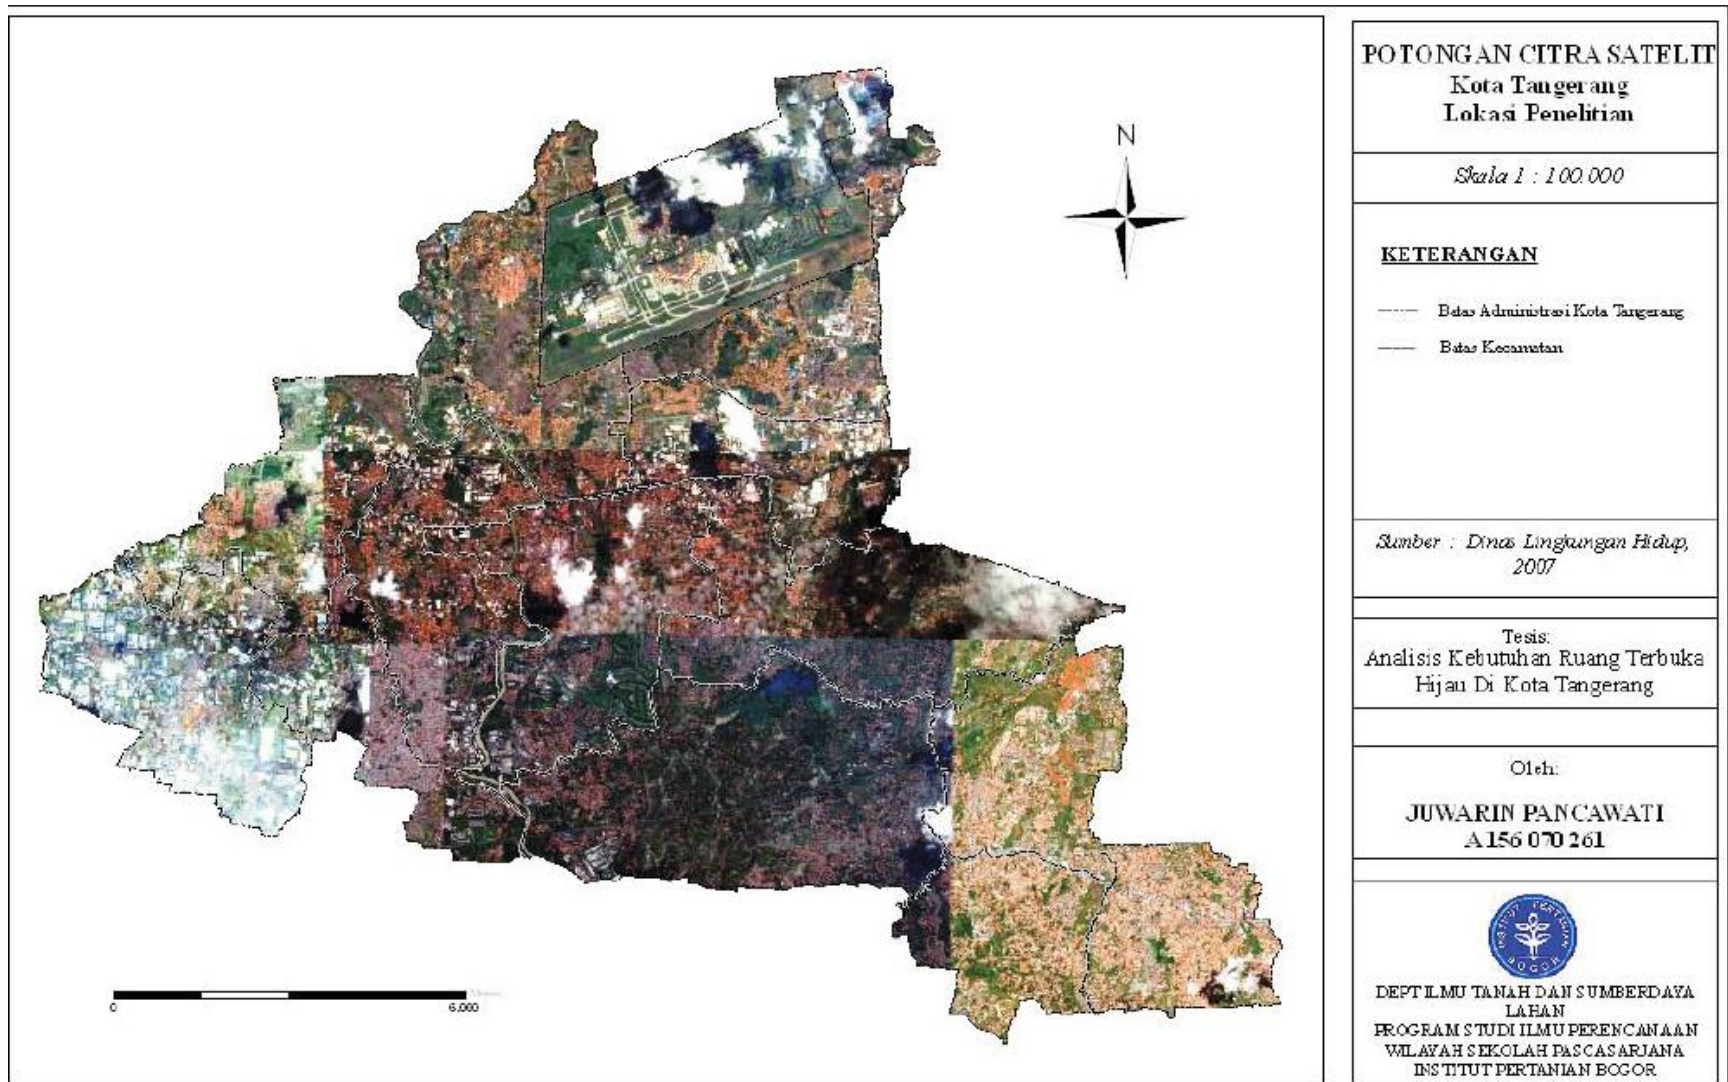 POTONGAN CITRA SATELIT
Kota Tangerang
Lokasi Penelitian
N
Skala 1 : 100.000
KETERANGAN
Batas Administrasi Kota Tangerang
Batas Kecamatan
Sumber : Dinas Lingkungan Hidup,
2007
Tesis:
Analisis Kebutuhan Ruang Terbuka
Hijau Di Kota Tangerang
Oleh:
JUWARIN PANCAWATI
A 156 070 261
INSTITUT PERTANIAN
BOGOR
DEPT ILMU TANAH DAN SUMBERDAYA
LAHAN
PROGRAM STUDI ILMU PERENCANAAN
WILAYAH SEKOLAH PASCASARJANA
INSTITUT PERTANIAN BOGOR
0
6.000